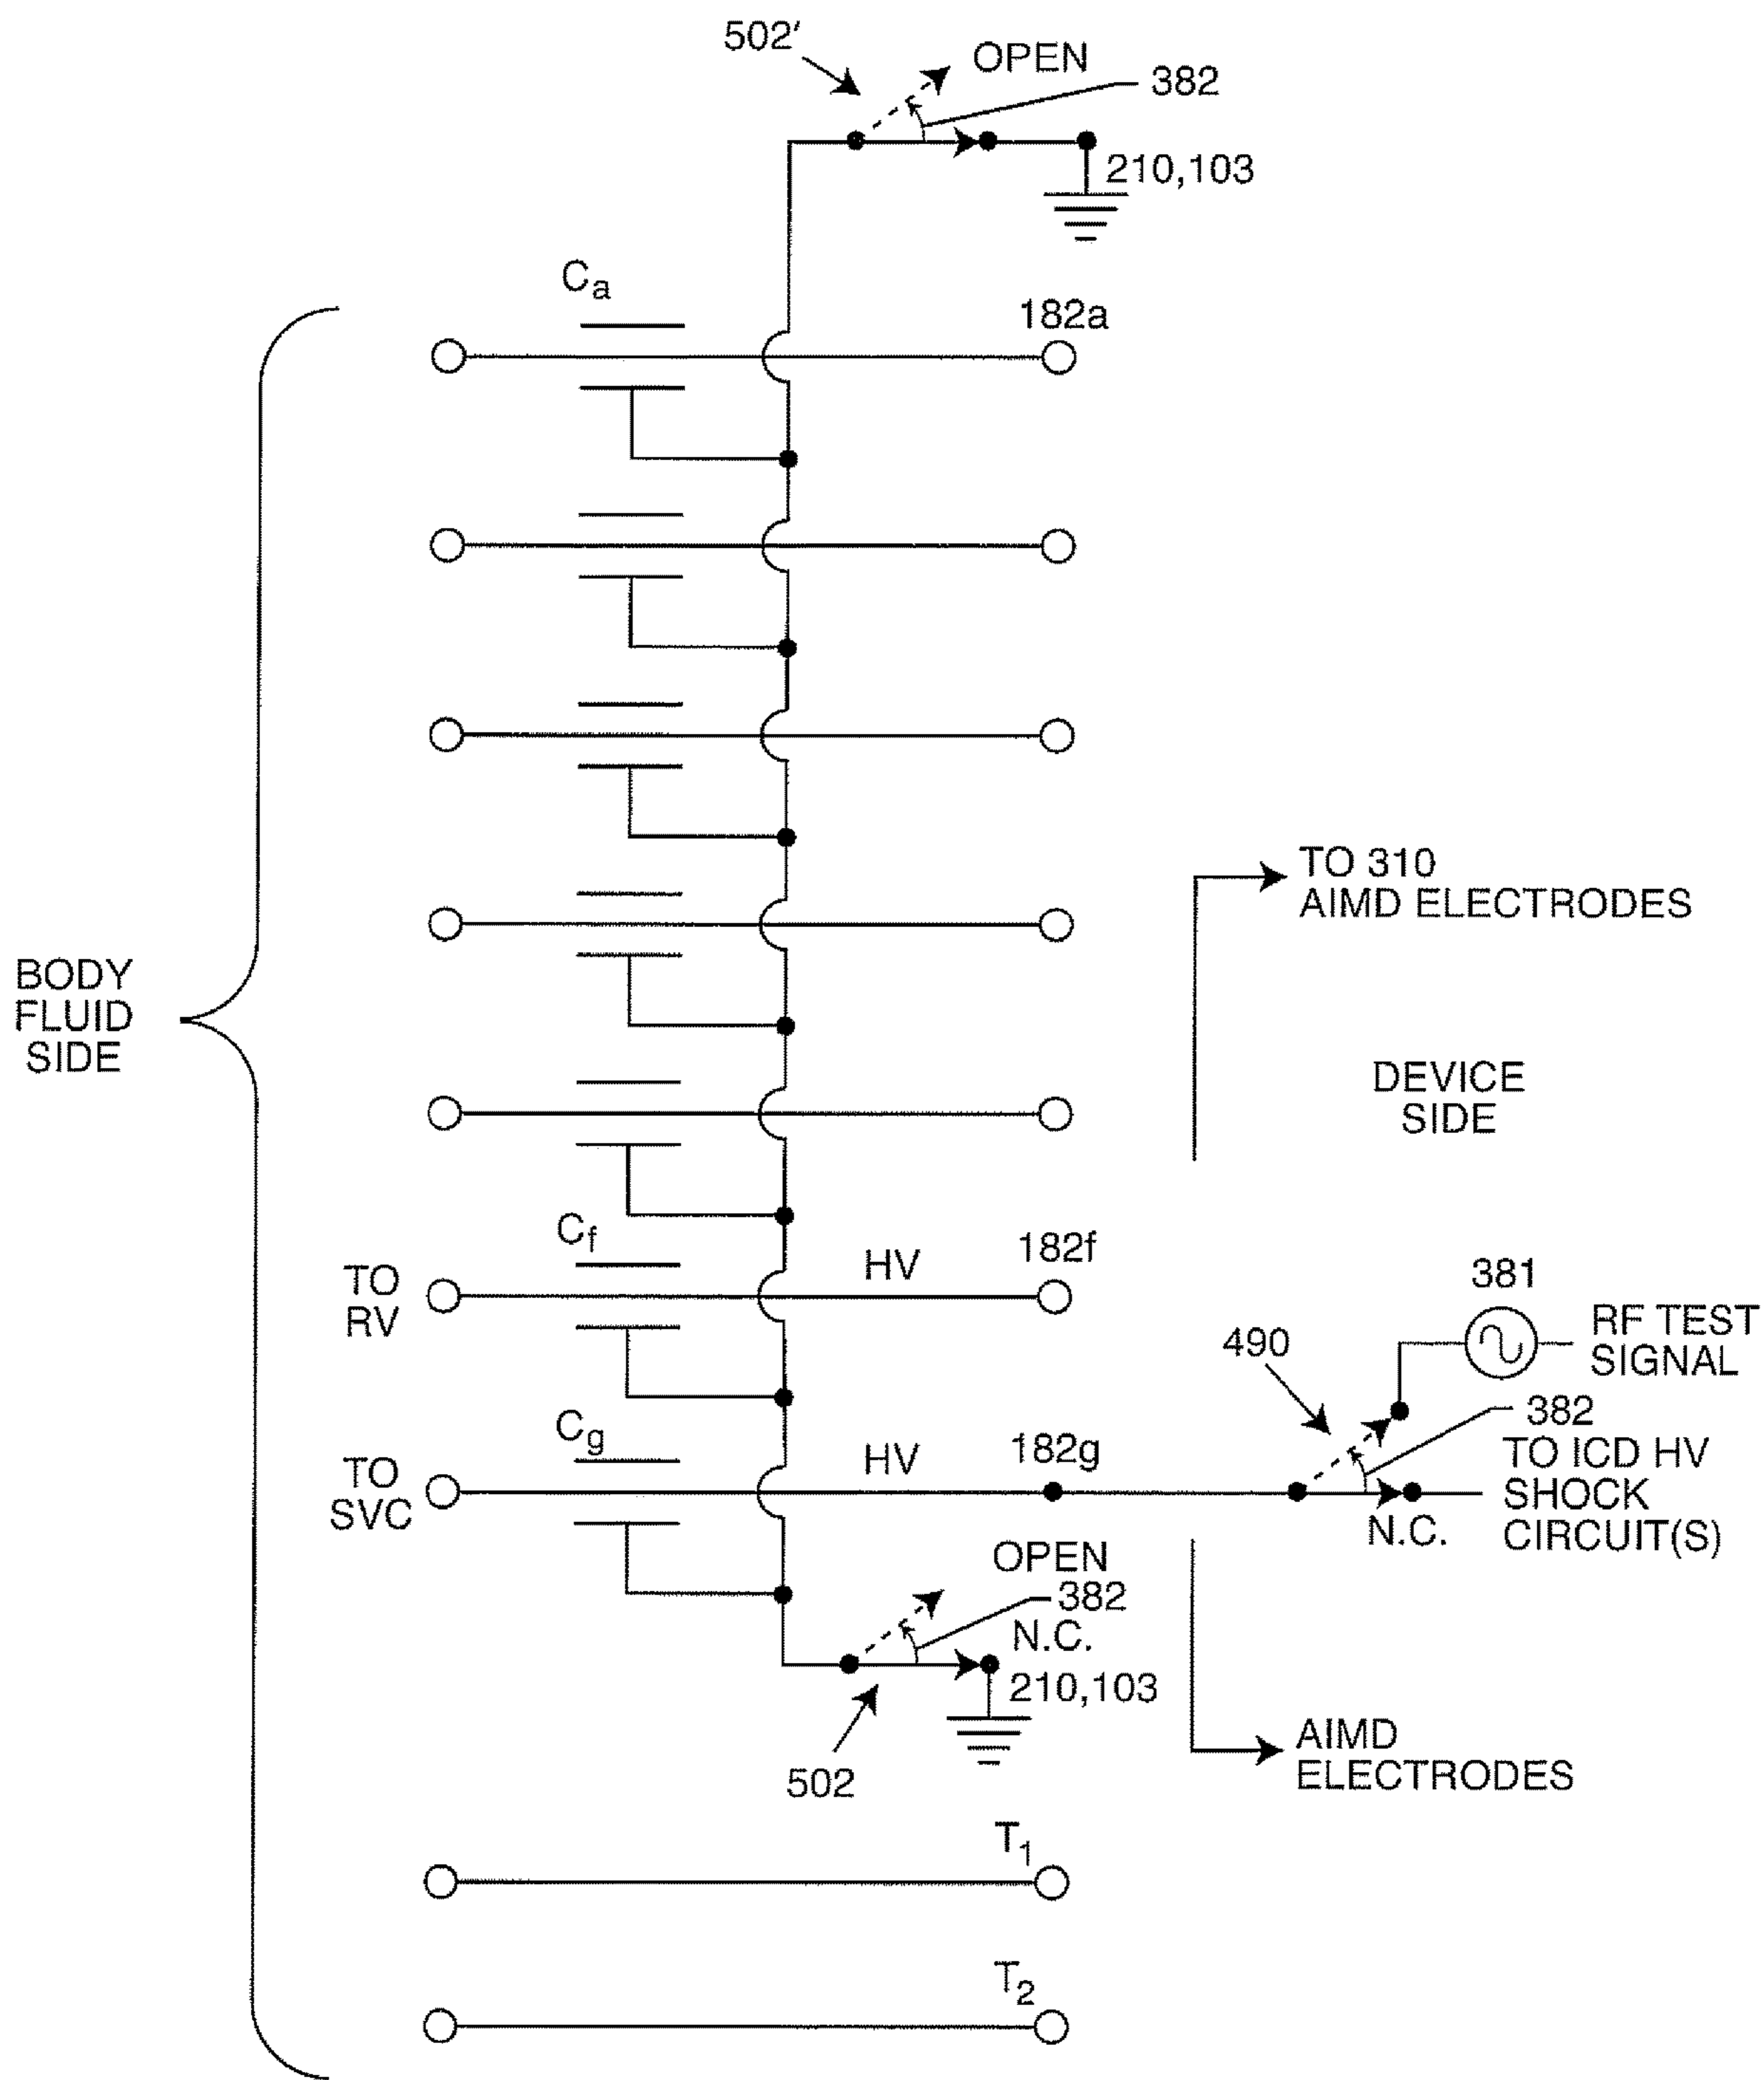 502'
OPEN
382
210,103
Ca
182a
TO 310
AIMD ELECTRODES
BODY
FLUID
SIDE
DEVICE
SIDE
Cf
HV
182f
TO
RV
381
RF TEST
SIGNAL
490
382
Cg
HV
182g
TO
SVC
TO ICD HV
SHOCK
CIRCUIT(S)
N.C.
OPEN
382
N.C.
210,103
502
AIMD
ELECTRODES
T1
T2